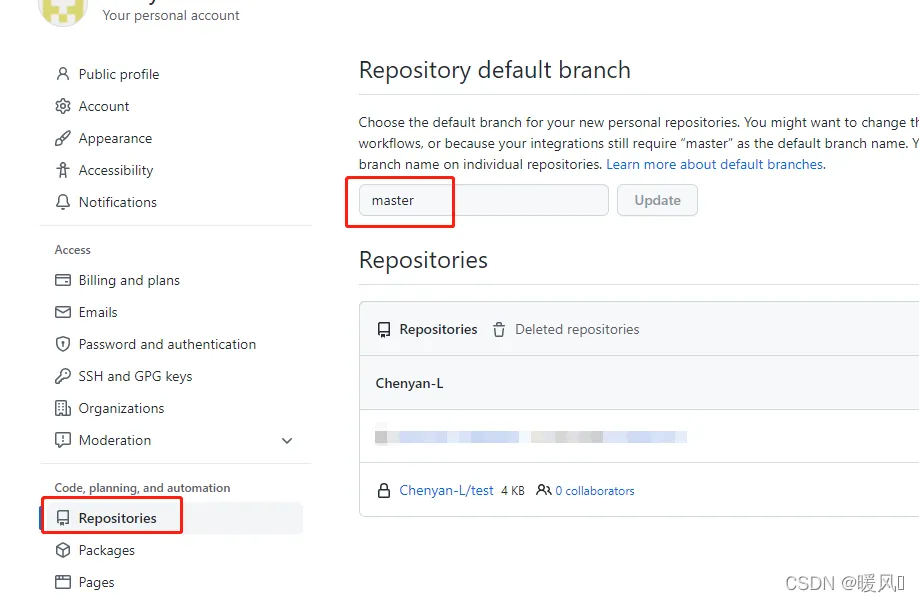 Your personal account
Public profile
Account
Appearance
Accessibility
Notifications
Access
Billing and plans
Emails
Password and authentication
SSH and GPG keys
Organizations
Moderation
Code, planning, and automation
Repositories
Packages
Pages
Repository default branch
Choose the default branch for your new personal repositories. You might want to change
workflows, or because your integrations still require “master” as the default branch name.
branch name on individual repositories. Learn more about default branches.
master
Update
Repositories
Repositories Deleted repositories
Chenyan-L
Chenyan-L/test 4 KB 0 collaborators
CSDN @暖风